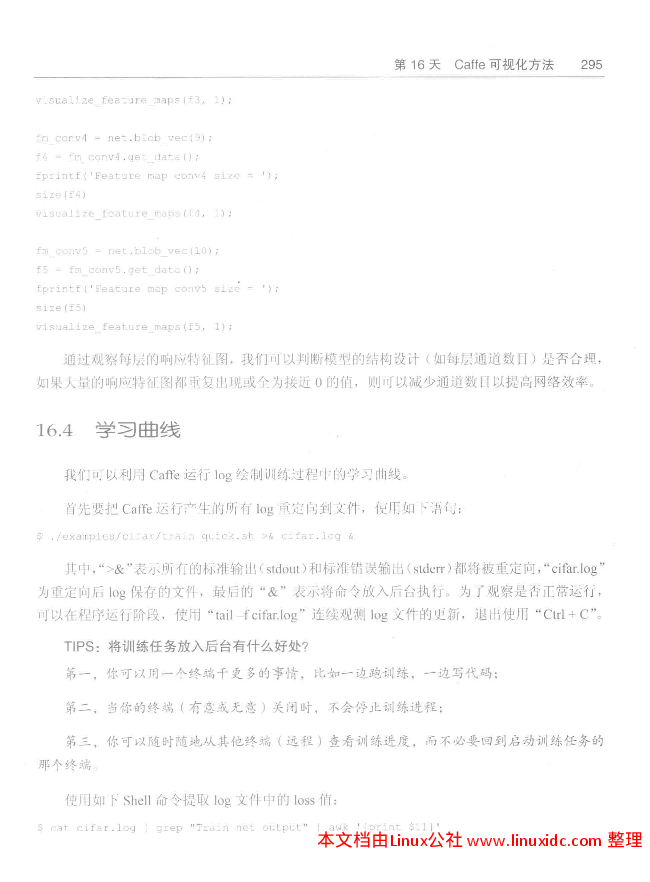 第 16 天 Caffe 可视化方法 295
visualize_feature_maps(f3, 1);
fm_conv4 = net.blob_vec(9);
f4 = fm_conv4.get_data();
fprintf('Feature map conv4 size = ');
size(f4)
visualize_feature_maps(f4, 1);
fm_conv5 = net.blob_vec(10);
f5 = fm_conv5.get_data();
fprintf('Feature map conv5 size = ');
size(f5)
visualize_feature_maps(f5, 1);
通过观察每层的响应特征图，我们可以判断模型的结构设计（如每层通道数目）是否合理，
如果大量的响应特征图都重复出现或全为接近 0 的值，则可以减少通道数目以提高网络效率。
16.4 学习曲线
我们可以利用 Caffe 运行 log 绘制训练过程中的学习曲线。
首先要把 Caffe 运行产生的所有 log 重定向到文件，使用如下语句：
$ ./examples/cifar/train_quick.sh >& cifar.log &
其中，“>&”表示所有的标准输出（stdout）和标准错误输出（stderr）都将被重定向，“cifar.log”
为重定向后 log 保存的文件，最后的“&”表示将命令放入后台执行。为了观察是否正常运行，
可以在程序运行阶段，使用“tail –f cifar.log”连续观测 log 文件的更新，退出使用“Ctrl + C”。
TIPS：将训练任务放入后台有什么好处？
第一，你可以用一个终端干更多的事情，比如一边跑训练，一边写代码；
第二，当你的终端（有意或无意）关闭时，不会停止训练进程；
第三，你可以随时随地从其他终端（远程）查看训练进度，而不必要回到启动训练任务的
那个终端。
使用如下 Shell 命令提取 log 文件中的 loss 值：
$ cat cifar.log | grep "Train net output" | awk '{print $11}'
本文档由Linux公社 www.linuxidc.com 整理